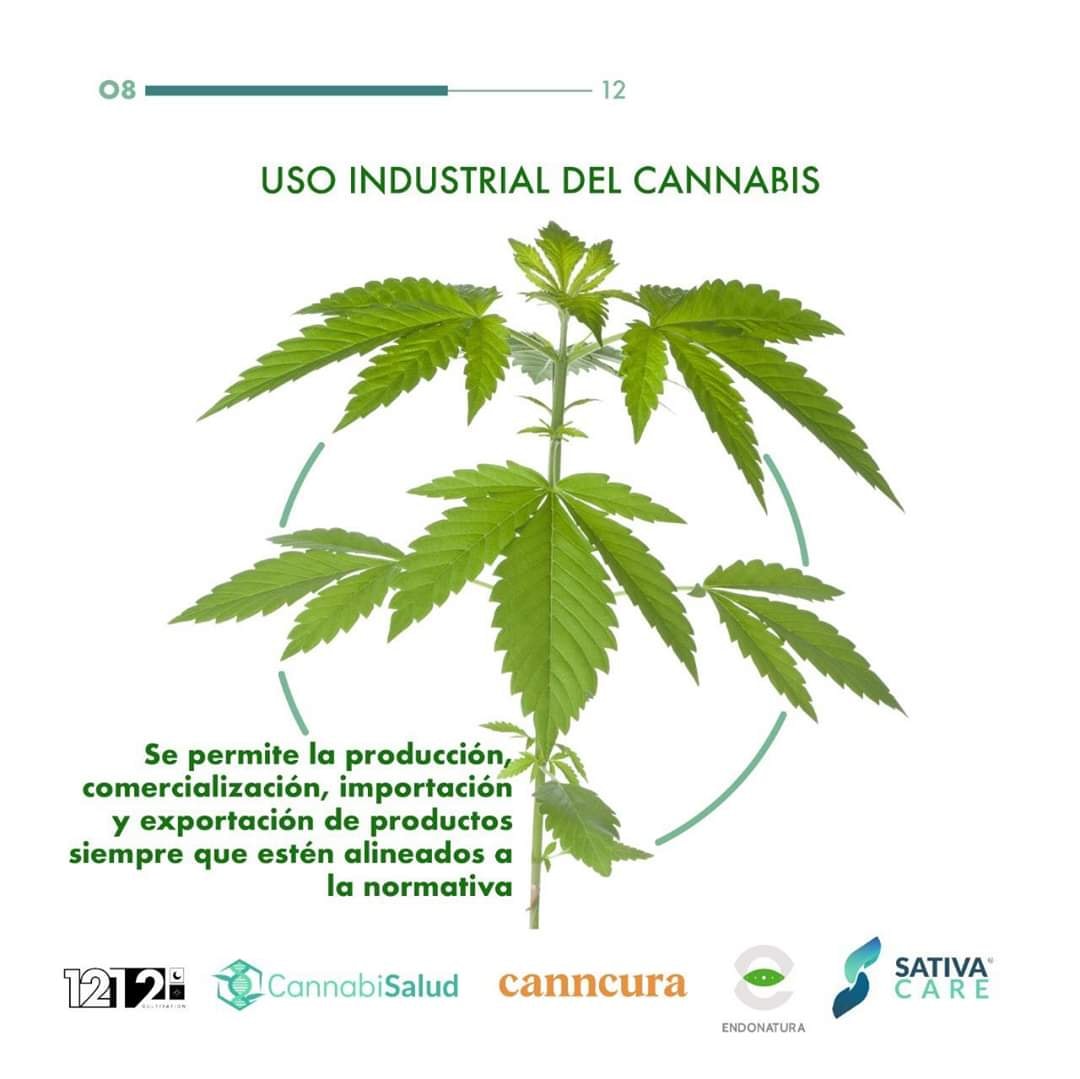 08 12
USO INDUSTRIAL DEL CANNABIS
Se permite la producción,
comercialización, importación
y exportación de productos
siempre que estén alineados a
la normativa
1212
CULTIVATION
CannabiSalud
canncura
ENDONATURA
SATIVA
CARE